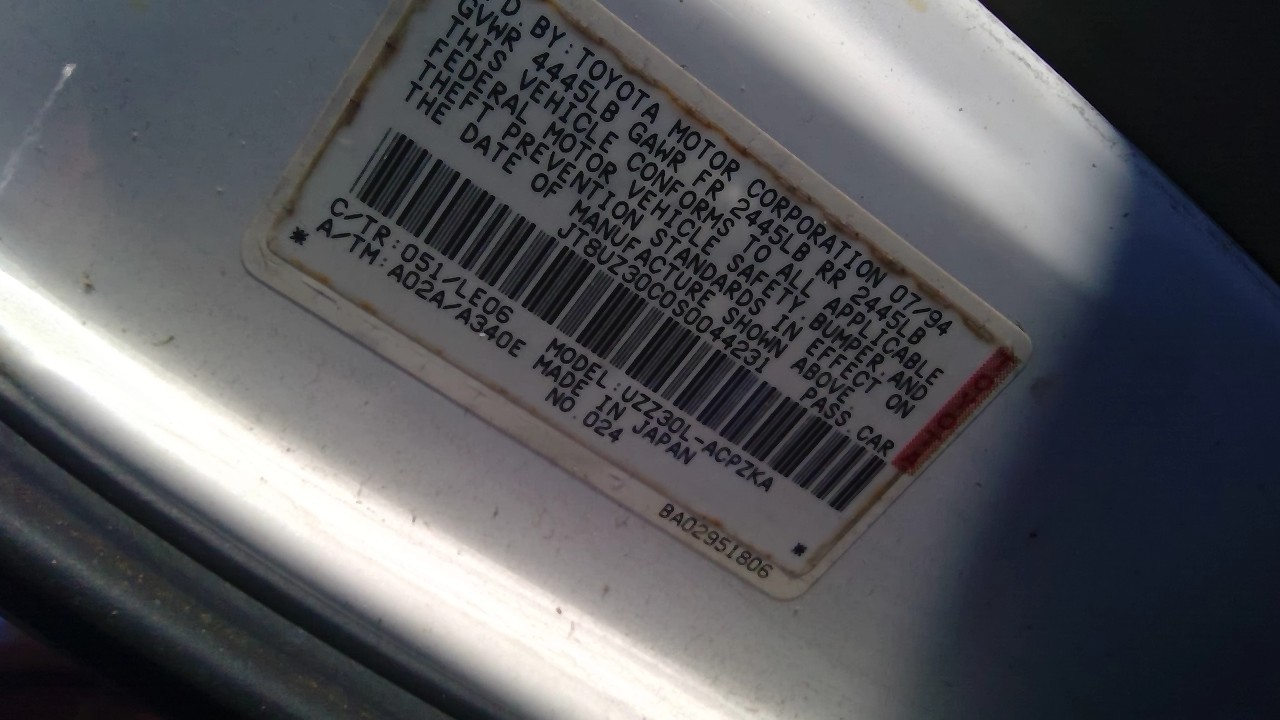 D. BY: TOYOTA MOTOR CORPORATION 07/94
GVWR 4445LB GAWR FR 2445LB RR 2445LB
THIS VEHICLE CONFORMS TO ALL APPLICABLE
FEDERAL MOTOR VEHICLE SAFETY, BUMPER AND
THEFT PREVENTION STANDARDS IN EFFECT ON
THE DATE OF MANUFACTURE SHOWN ABOVE.
JT8UZ30C0S0044231 PASS. CAR
C/TR: 051/LE06 MODEL: UZZ30L-ACPZKA
A/TM: A02A/A340E MADE IN JAPAN
NO. 024
BA02951806
TOYOTA